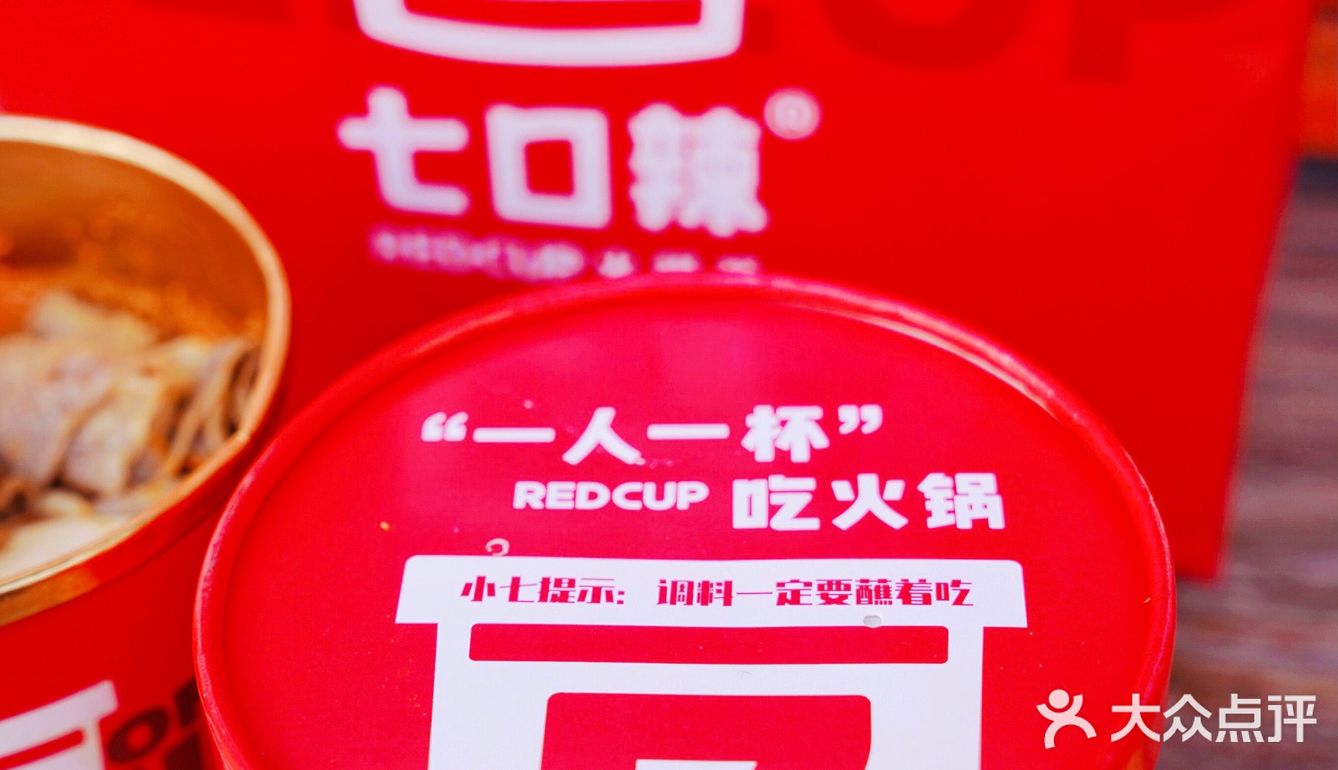 七口辣®
“一人一杯”
REDCUP 吃火锅
小七提示：调料一定要蘸着吃
大众点评